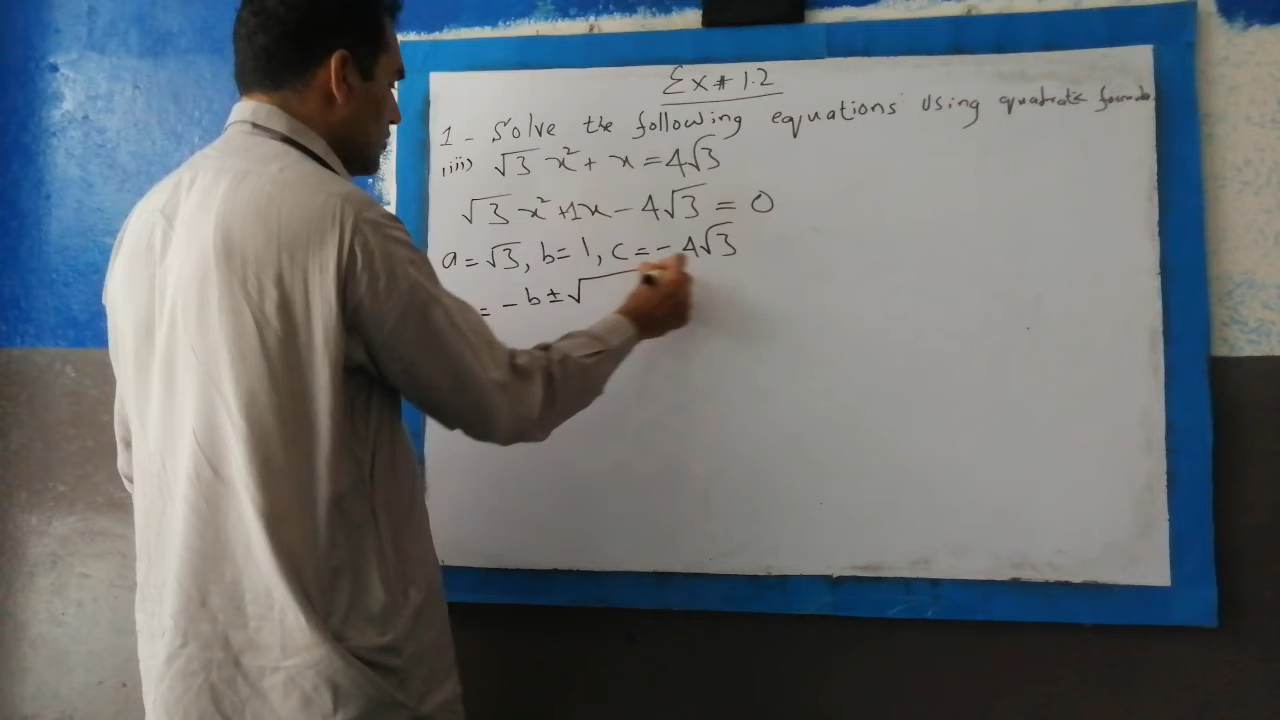 Ex # 1.2
1- Solve the following equations using quadratic formula
(iii) √3 x² + x = 4√3
√3 x² + 1x - 4√3 = 0
a = √3, b = 1, c = -4√3
= -b ± √